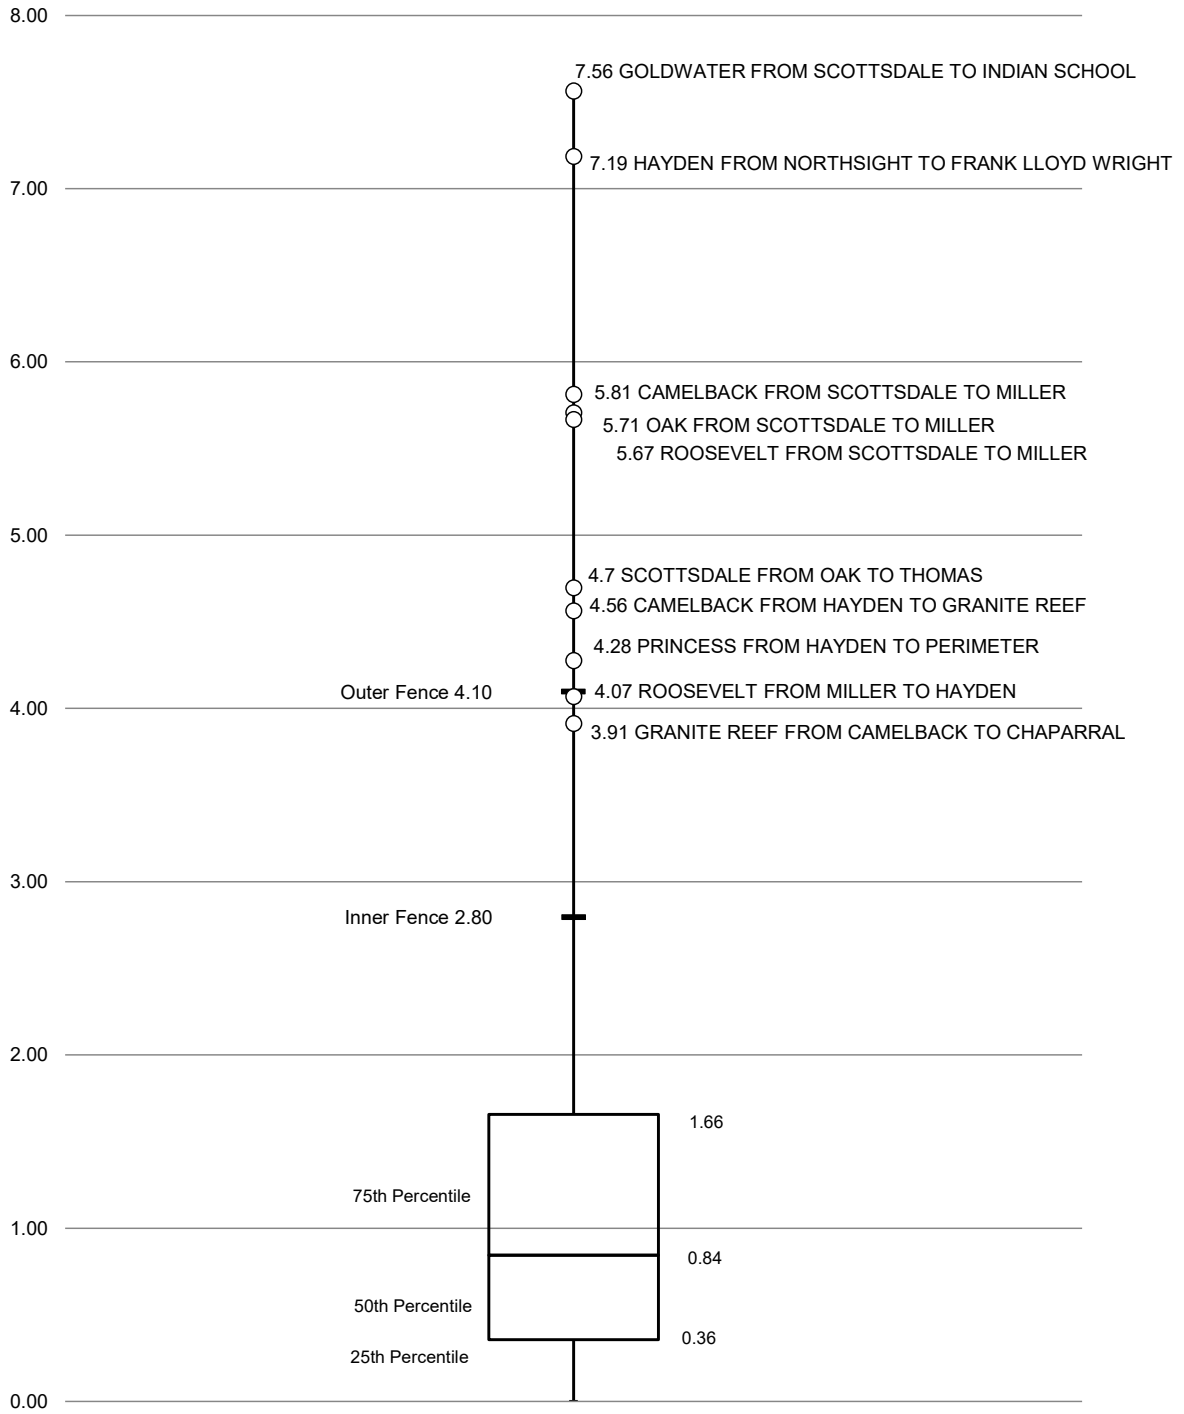 8.00
7.56 GOLDWATER FROM SCOTTSDALE TO INDIAN SCHOOL
7.19 HAYDEN FROM NORTHSIGHT TO FRANK LLOYD WRIGHT
7.00
6.00
5.81 CAMELBACK FROM SCOTTSDALE TO MILLER
5.71 OAK FROM SCOTTSDALE TO MILLER
5.67 ROOSEVELT FROM SCOTTSDALE TO MILLER
5.00
4.7 SCOTTSDALE FROM OAK TO THOMAS
4.56 CAMELBACK FROM HAYDEN TO GRANITE REEF
4.28 PRINCESS FROM HAYDEN TO PERIMETER
Outer Fence 4.10
4.07 ROOSEVELT FROM MILLER TO HAYDEN
4.00
3.91 GRANITE REEF FROM CAMELBACK TO CHAPARRAL
3.00
Inner Fence 2.80
2.00
1.66
75th Percentile
1.00
0.84
50th Percentile
0.36
25th Percentile
0.00